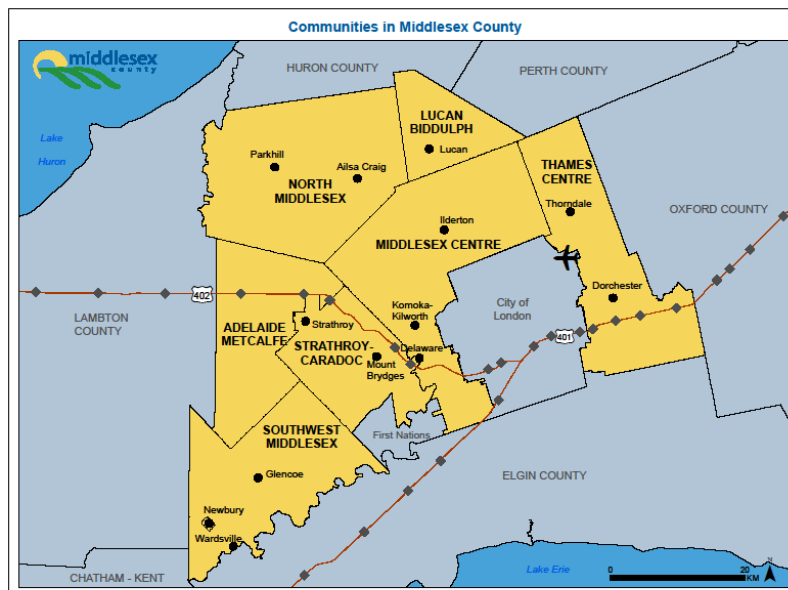 Communities in Middlesex County
middlesex
county
HURON COUNTY
PERTH COUNTY
Lake
Huron
LUCAN
BIDDULPH
Lucan
Parkhill
Ailsa Craig
NORTH
MIDDLESEX
THAMES
CENTRE
Thorndale
OXFORD COUNTY
Ilderton
MIDDLESEX CENTRE
Dorchester
402
Komoka-
Kilworth
City of
London
LAMBTON
COUNTY
ADELAIDE
METCALFE
Strathroy
STRATHROY-
CARADOC
Mount
Brydges
Delaware
401
SOUTHWEST
MIDDLESEX
First Nations
Glencoe
ELGIN COUNTY
Newbury
Wardsville
CHATHAM - KENT
Lake Erie
0
20
KM
N